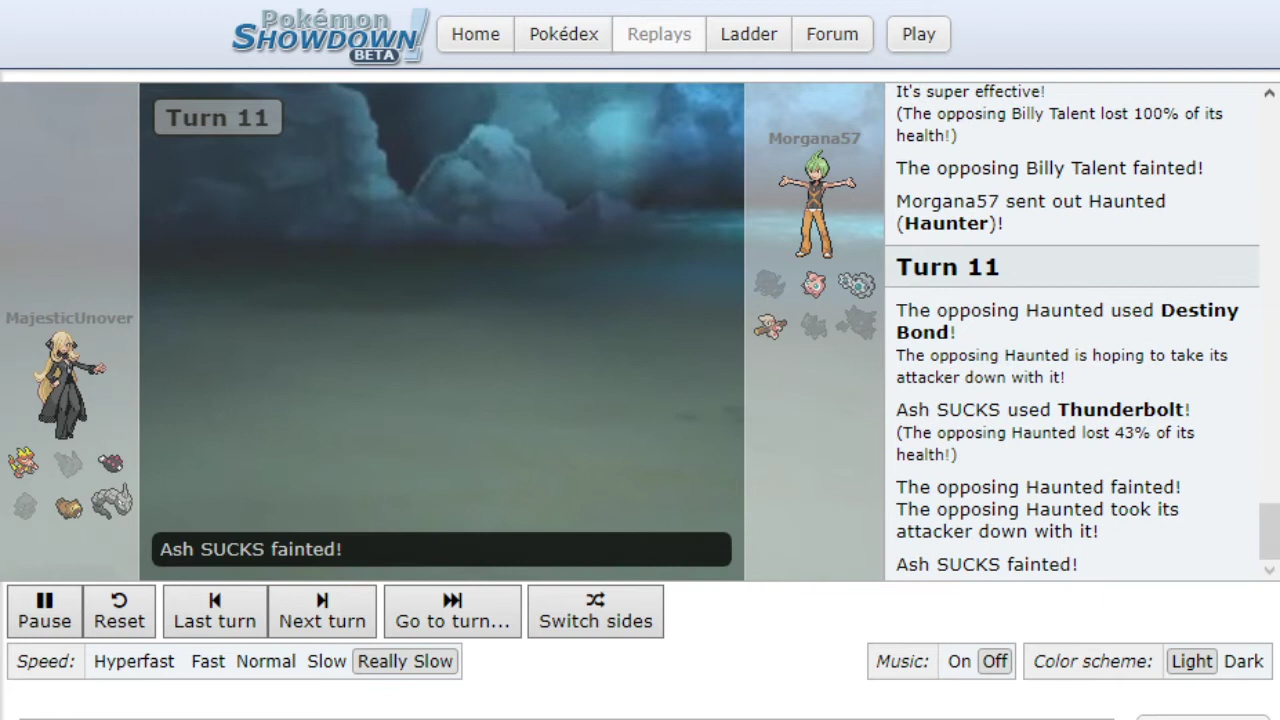 Pokémon
SHOWDOWN!
BETA
Home
Pokédex
Replays
Ladder
Forum
Play
Turn 11
MajesticUnover
Morgana57
Ash SUCKS fainted!
It's super effective!
(The opposing Billy Talent lost 100% of its
health!)
The opposing Billy Talent fainted!
Morgana57 sent out Haunted
(Haunter)!
Turn 11
The opposing Haunted used Destiny
Bond!
The opposing Haunted is hoping to take its
attacker down with it!
Ash SUCKS used Thunderbolt!
(The opposing Haunted lost 43% of its
health!)
The opposing Haunted fainted!
The opposing Haunted took its
attacker down with it!
Ash SUCKS fainted!
Pause
Reset
Last turn
Next turn
Go to turn...
Switch sides
Speed:
Hyperfast
Fast
Normal
Slow
Really Slow
Music:
On
Off
Color scheme:
Light
Dark